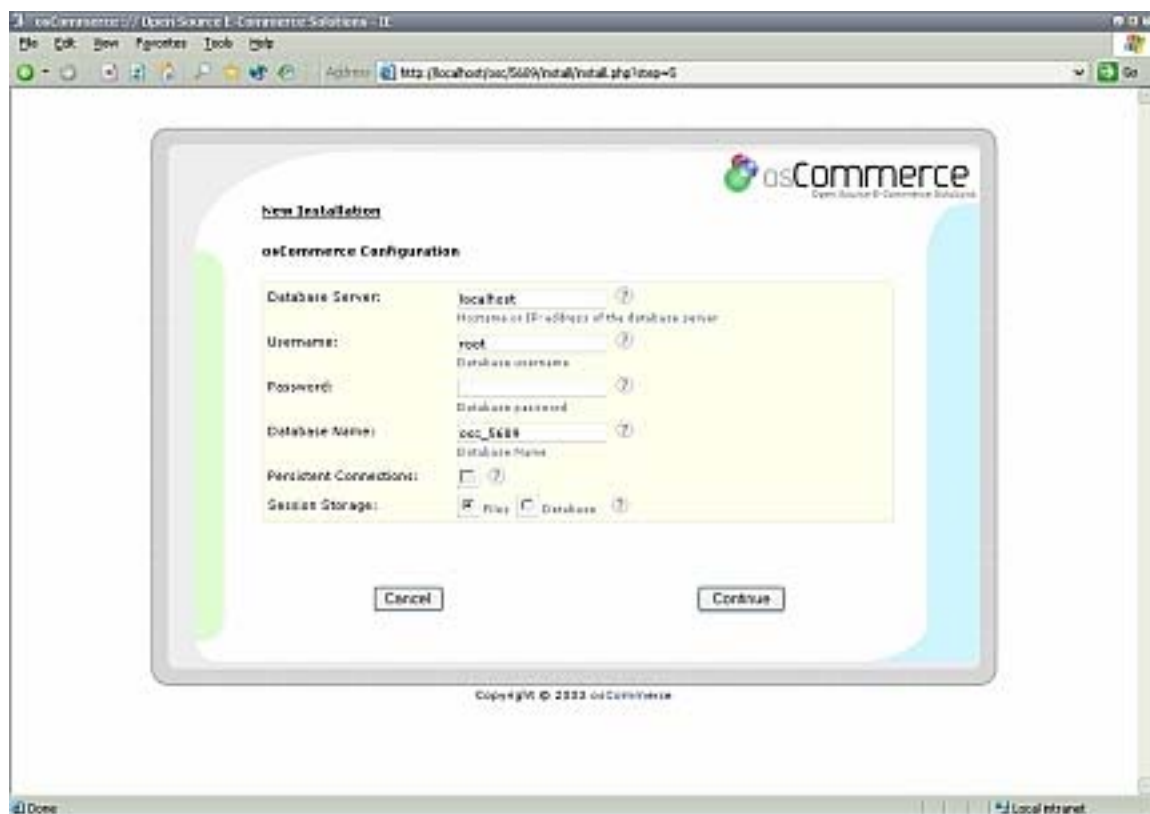 osCommerce :// Open Source E-Commerce Solutions - IE
File Edit View Favorites Tools Help
Address http://localhost/osc/5689/install/install.php?step=5 Go
osCommerce
Open Source E-Commerce Solutions
New Installation
osCommerce Configuration
Database Server: localhost ?
Hostname or IP-address of the database server
Username: root ?
Database username
Password: ?
Database password
Database Name: osc_5689 ?
Database Name
Persistent Connections: ?
Session Storage: Files Database ?
Cancel Continue
Copyright © 2003 osCommerce
Done Local intranet